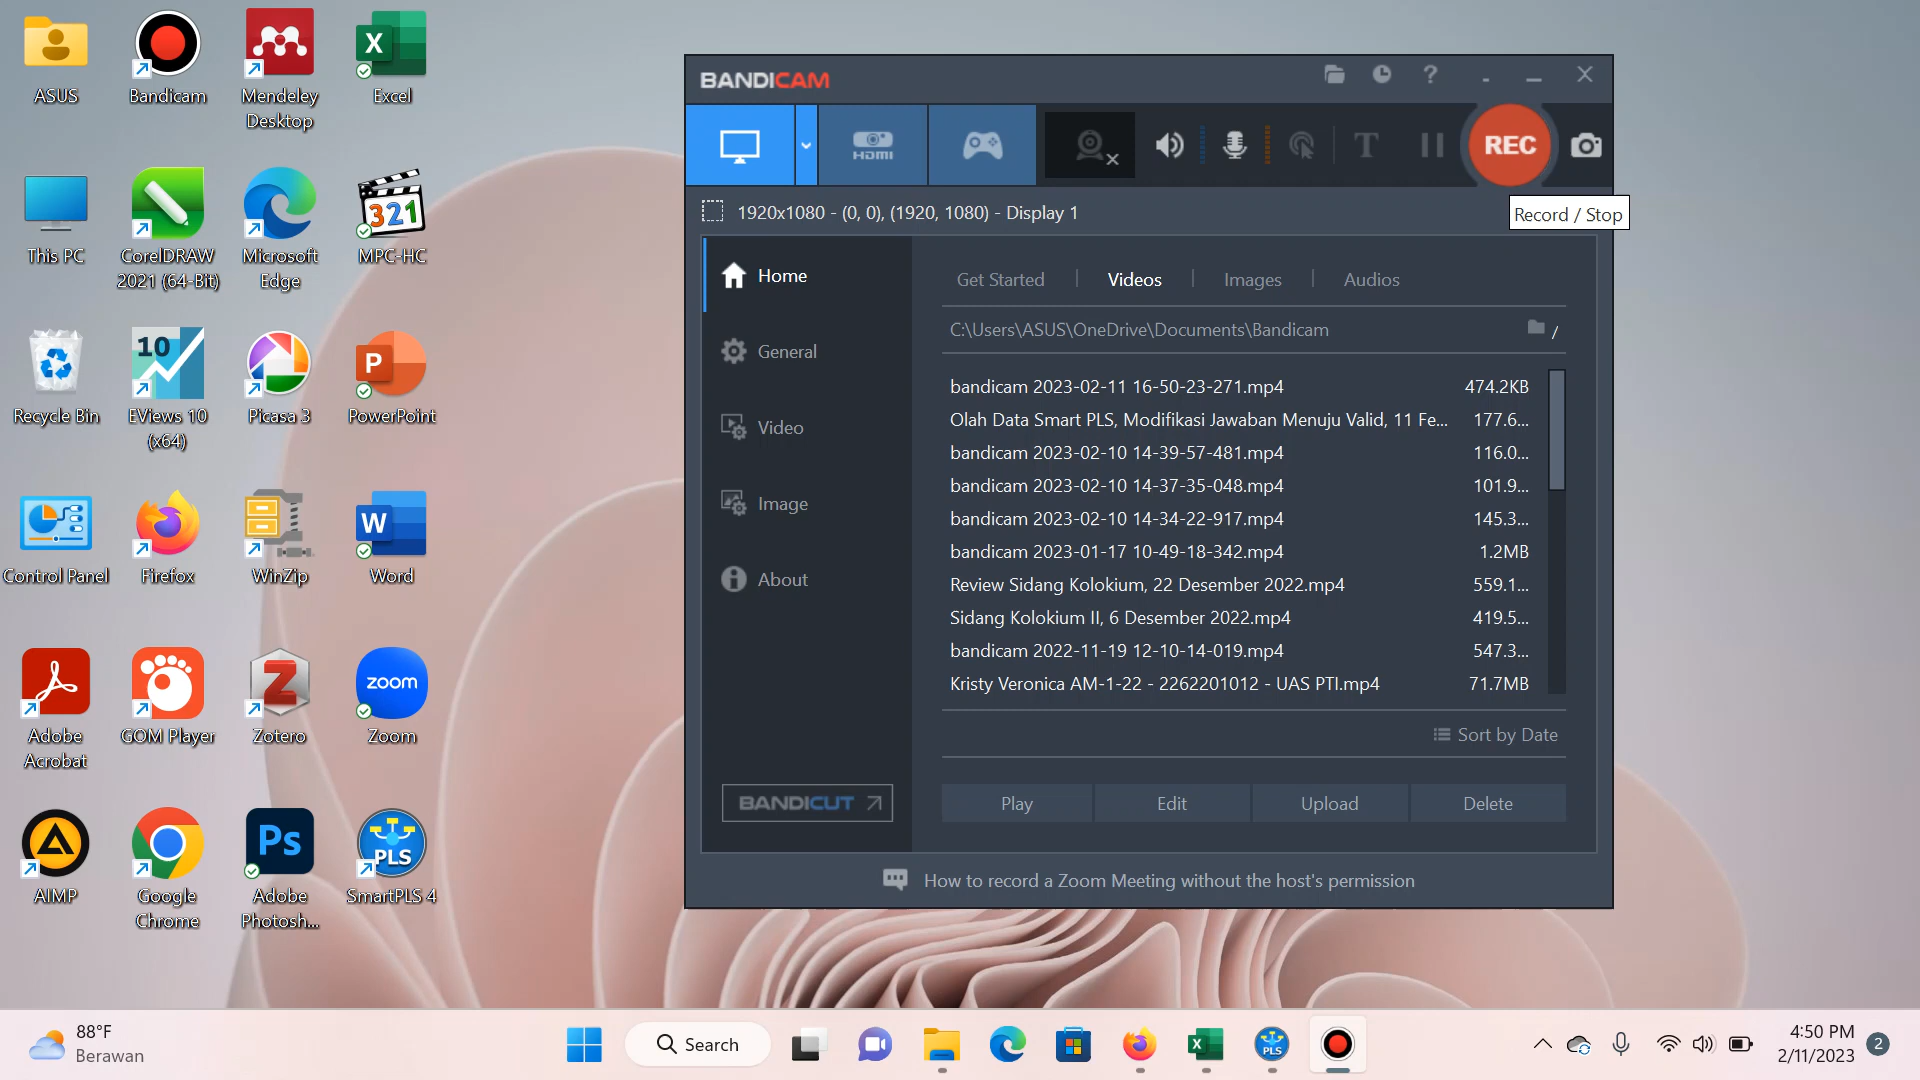 ASUS
Bandicam
Mendeley
Desktop
X
Excel
This PC
CorelDRAW
2021 (64-Bit)
Microsoft
Edge
321
MPC-HC
Recycle Bin
10
EViews 10
(x64)
Picasa 3
P
PowerPoint
Control Panel
Firefox
WinZip
W
Word
Adobe
Acrobat
GOM Player
Z
Zotero
zoom
Zoom
AIMP
Google
Chrome
Ps
Adobe
Photosh...
PLS
SmartPLS 4
BANDICAM
?
HDMI
T
REC
1920x1080 - (0, 0), (1920, 1080) - Display 1
Record / Stop
Home
General
Video
Image
About
BANDICUT
Get Started
Videos
Images
Audios
C:\Users\ASUS\OneDrive\Documents\Bandicam
/
bandicam 2023-02-11 16-50-23-271.mp4 474.2KB
Olah Data Smart PLS, Modifikasi Jawaban Menuju Valid, 11 Fe... 177.6...
bandicam 2023-02-10 14-39-57-481.mp4 116.0...
bandicam 2023-02-10 14-37-35-048.mp4 101.9...
bandicam 2023-02-10 14-34-22-917.mp4 145.3...
bandicam 2023-01-17 10-49-18-342.mp4 1.2MB
Review Sidang Kolokium, 22 Desember 2022.mp4 559.1...
Sidang Kolokium II, 6 Desember 2022.mp4 419.5...
bandicam 2022-11-19 12-10-14-019.mp4 547.3...
Kristy Veronica AM-1-22 - 2262201012 - UAS PTI.mp4 71.7MB
Sort by Date
Play
Edit
Upload
Delete
How to record a Zoom Meeting without the host's permission
88°F
Berawan
Search
X
PLS
4:50 PM
2/11/2023
2